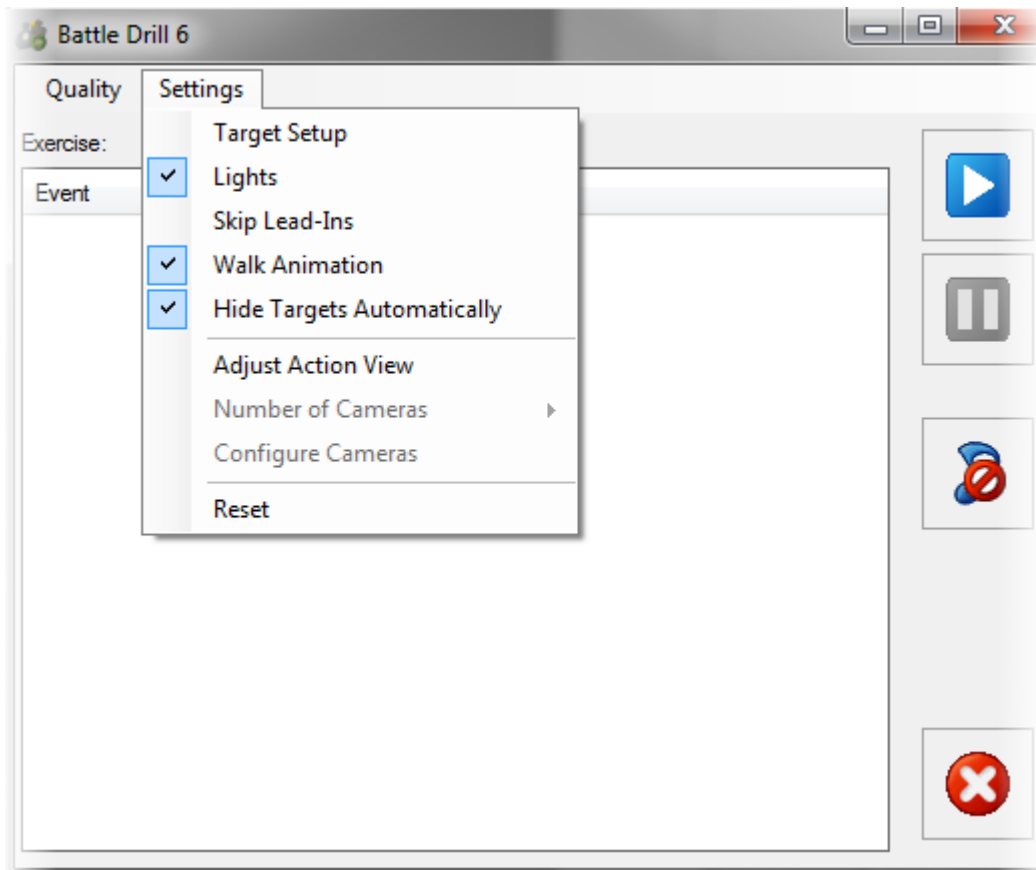 Battle Drill 6
Quality Settings
Exercise:
Event
Target Setup
Lights
Skip Lead-Ins
Walk Animation
Hide Targets Automatically
Adjust Action View
Number of Cameras
Configure Cameras
Reset